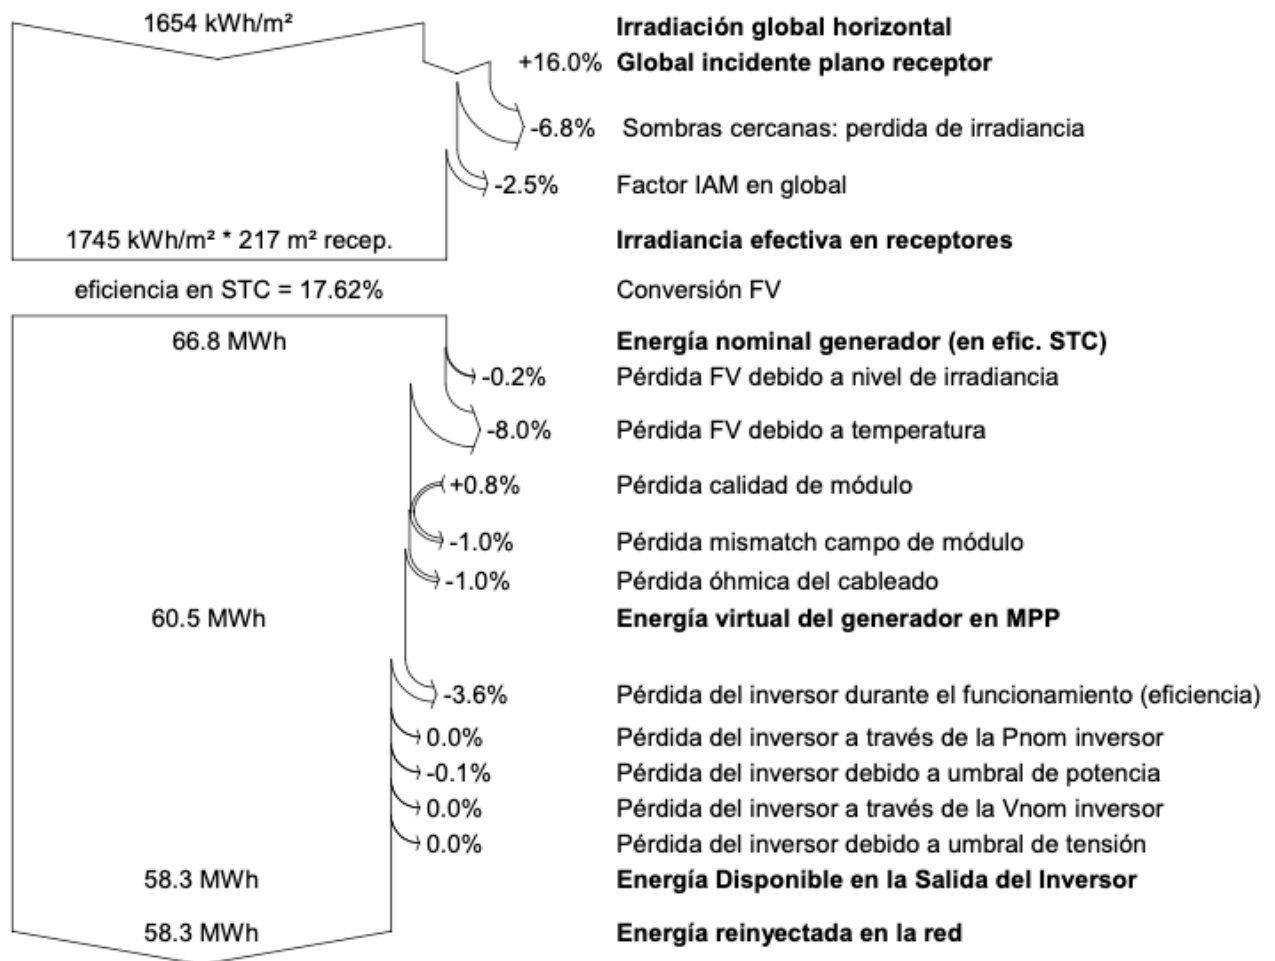 1654 kWh/m² Irradiación global horizontal
+16.0% Global incidente plano receptor
-6.8% Sombras cercanas: perdida de irradiancia
-2.5% Factor IAM en global
1745 kWh/m² * 217 m² recep. Irradiancia efectiva en receptores
eficiencia en STC = 17.62% Conversión FV
66.8 MWh Energía nominal generador (en efic. STC)
-0.2% Pérdida FV debido a nivel de irradiancia
-8.0% Pérdida FV debido a temperatura
+0.8% Pérdida calidad de módulo
-1.0% Pérdida mismatch campo de módulo
-1.0% Pérdida óhmica del cableado
60.5 MWh Energía virtual del generador en MPP
-3.6% Pérdida del inversor durante el funcionamiento (eficiencia)
0.0% Pérdida del inversor a través de la Pnom inversor
-0.1% Pérdida del inversor debido a umbral de potencia
0.0% Pérdida del inversor a través de la Vnom inversor
0.0% Pérdida del inversor debido a umbral de tensión
58.3 MWh Energía Disponible en la Salida del Inversor
58.3 MWh Energía reinyectada en la red